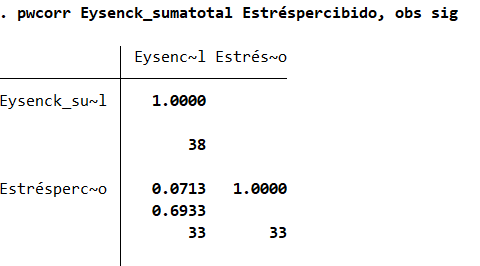 . pwcorr Eysenck_sumatotal Estréspercibido, obs sig
Eysenc~l Estrés~o
Eysenck_su~l 1.0000
38
Estrésperc~o 0.0713 1.0000
0.6933
33 33